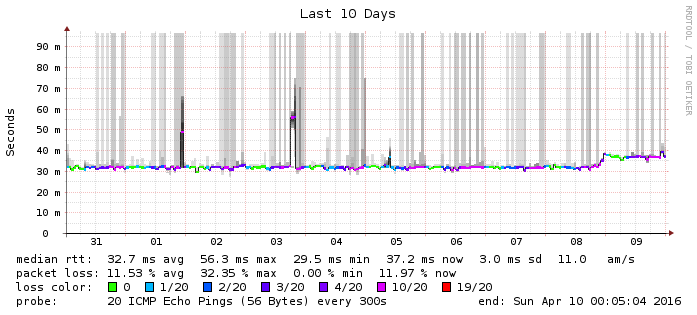 Last 10 Days
RRDTOOL / TOBI OETIKER
Seconds
90 m
80 m
70 m
60 m
50 m
40 m
30 m
20 m
10 m
0
31 01 02 03 04 05 06 07 08 09
median rtt: 32.7 ms avg 56.3 ms max 29.5 ms min 37.2 ms now 3.0 ms sd 11.0 am/s
packet loss: 11.53 % avg 32.35 % max 0.00 % min 11.97 % now
loss color: 0 1/20 2/20 3/20 4/20 10/20 19/20
probe: 20 ICMP Echo Pings (56 Bytes) every 300s end: Sun Apr 10 00:05:04 2016